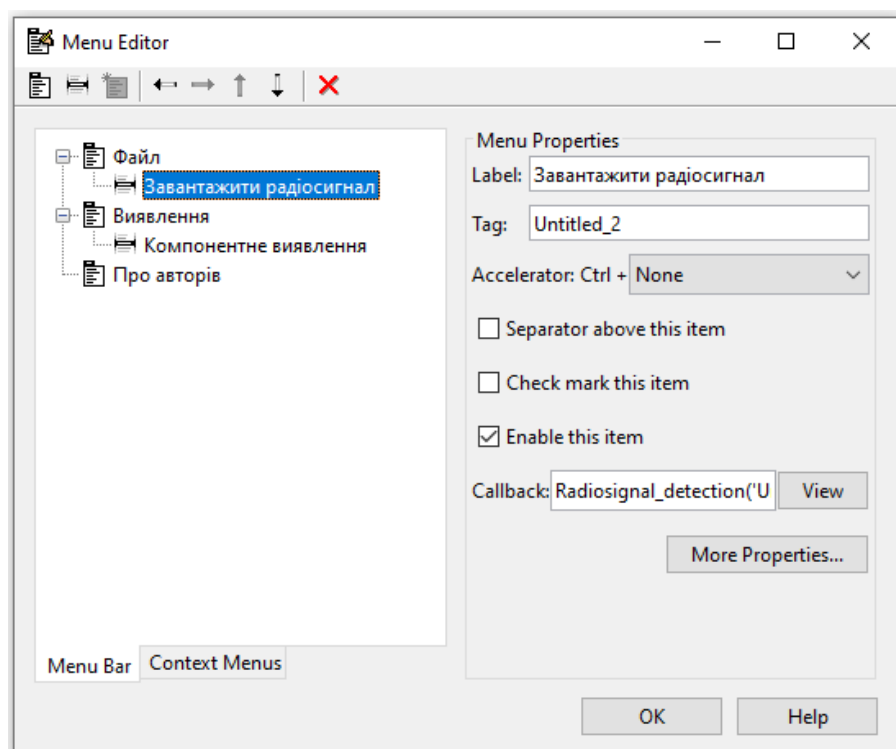 Menu Editor
Файл
Завантажити радіосигнал
Виявлення
Компонентне виявлення
Про авторів
Menu Bar
Context Menus
Menu Properties
Label: Завантажити радіосигнал
Tag: Untitled_2
Accelerator: Ctrl + None
Separator above this item
Check mark this item
Enable this item
Callback: Radiosignal_detection('U View
More Properties...
OK Help